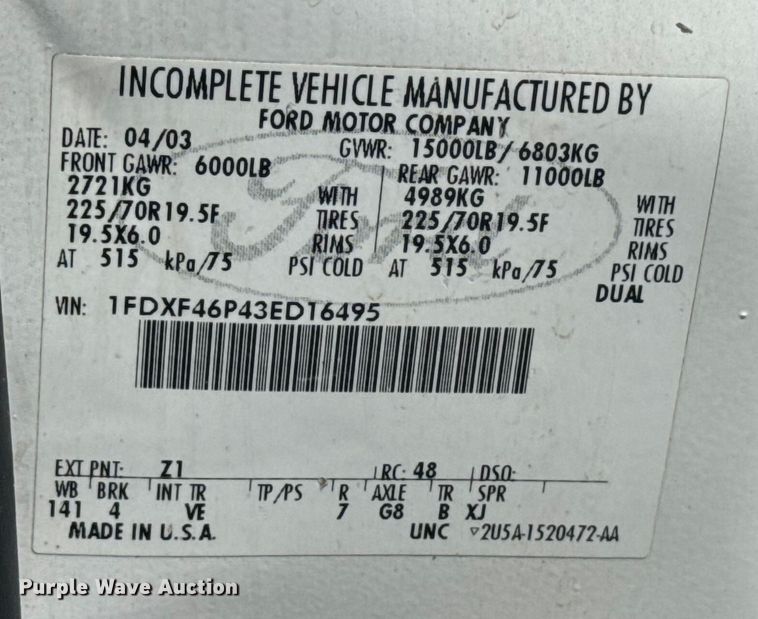 INCOMPLETE VEHICLE MANUFACTURED BY
FORD MOTOR COMPANY
DATE: 04/03 GVWR: 15000LB/ 6803KG
FRONT GAWR: 6000LB REAR GAWR: 11000LB
2721KG WITH 4989KG WITH
225/70R19.5F TIRES 225/70R19.5F TIRES
19.5X6.0 RIMS 19.5X6.0 RIMS
AT 515 kPa/75 PSI COLD AT 515 kPa/75 PSI COLD
DUAL
Ford
VIN: 1FDXF46P43ED16495
EXT PNT: Z1 RC: 48 DSO:
WB BRK INT TR TP/PS R AXLE TR SPR
141 4 VE 7 G8 B XJ
MADE IN U.S.A. UNC ▽2U5A-1520472-AA
Purple Wave Auction